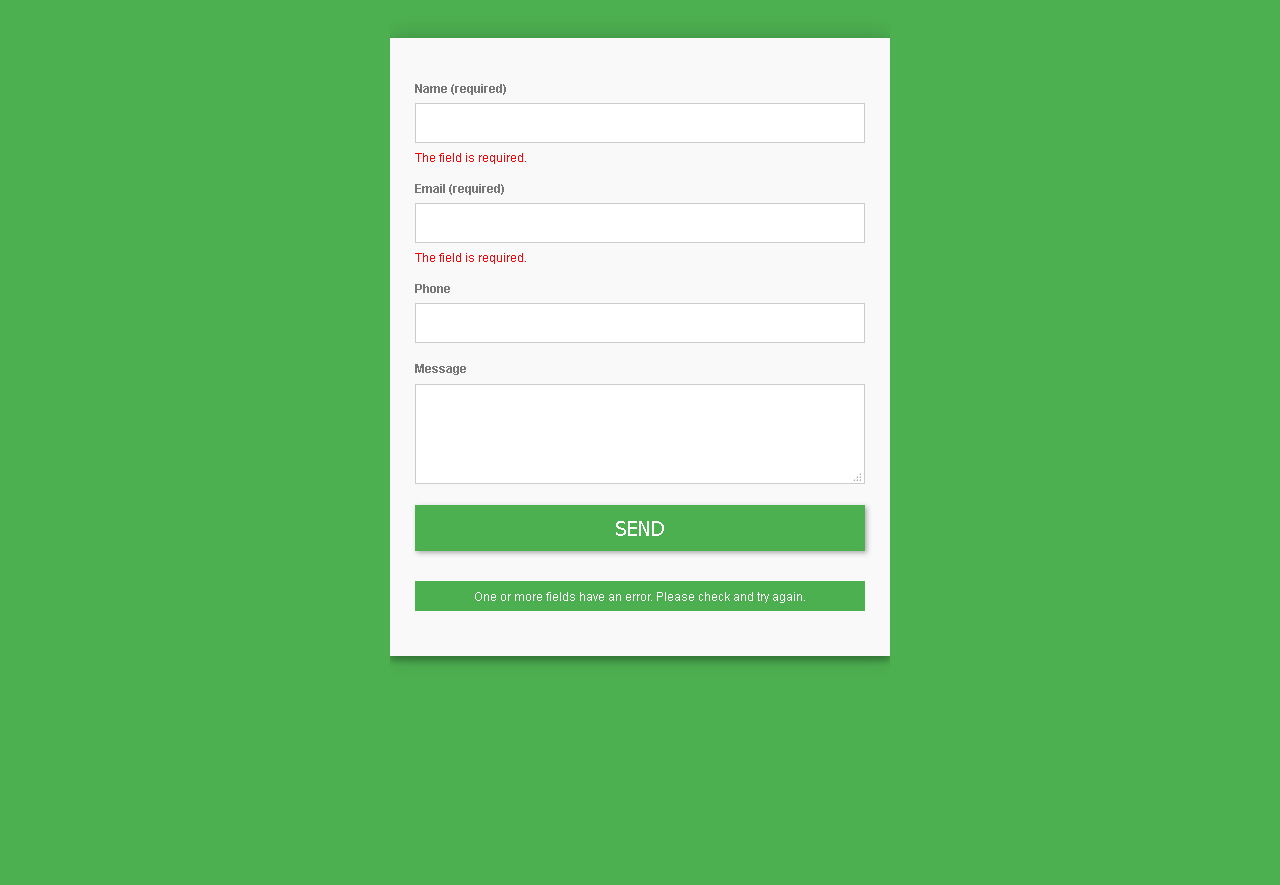 Name (required)
The field is required.
Email (required)
The field is required.
Phone
Message
SEND
One or more fields have an error. Please check and try again.